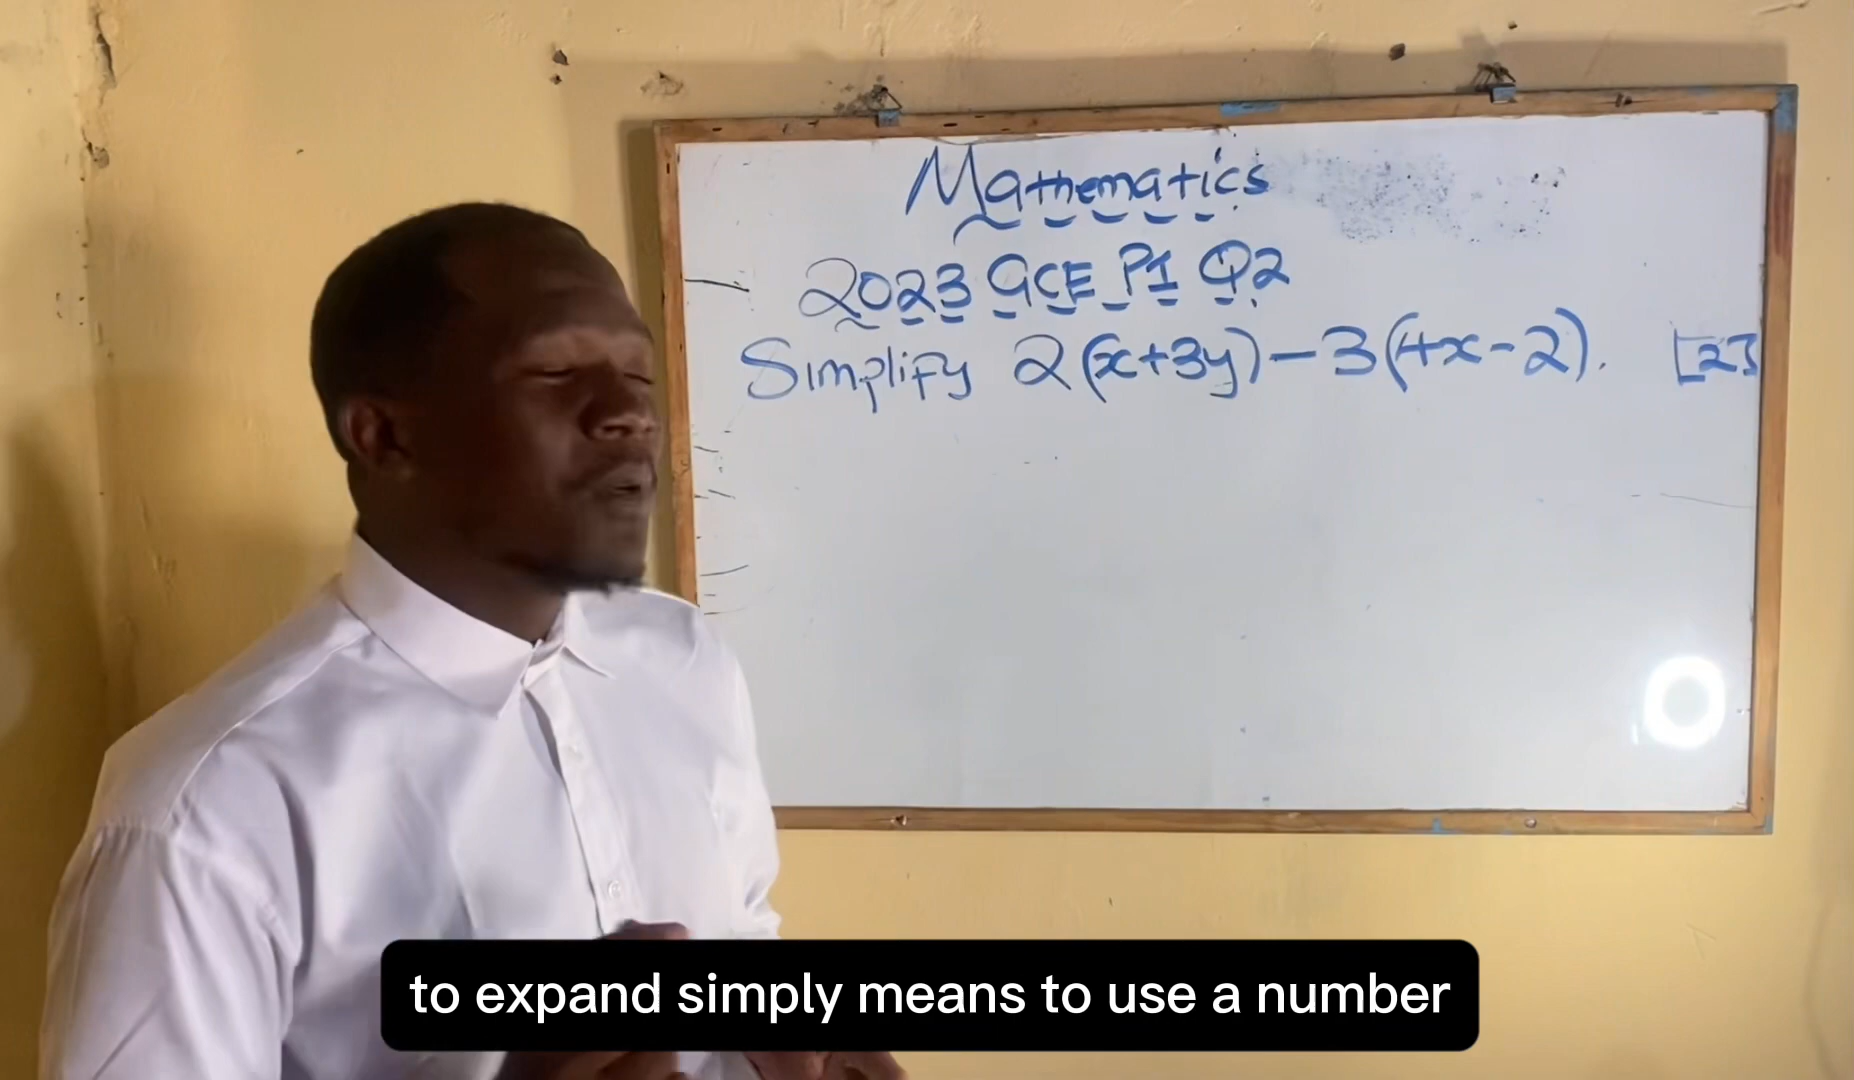 Mathematics
2023 GCE P1 Q2
Simplify 2(x+3y)-3(4x-2). [2]
to expand simply means to use a number